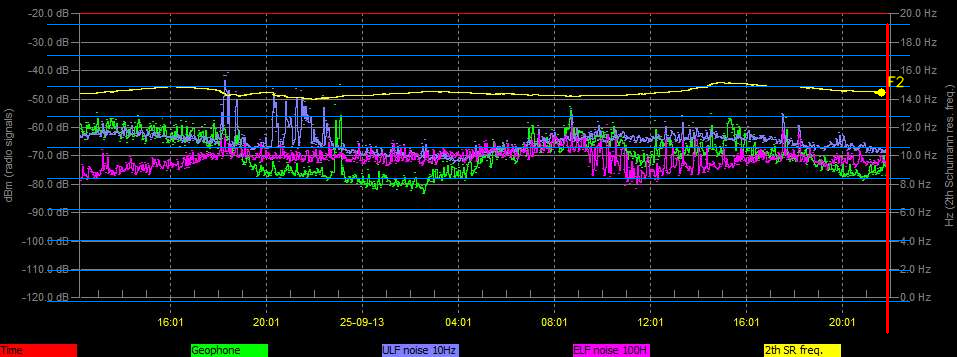 -20.0 dB 20.0 Hz
-30.0 dB 18.0 Hz
-40.0 dB 16.0 Hz
F2
-50.0 dB 14.0 Hz
-60.0 dB 12.0 Hz
-70.0 dB 10.0 Hz
-80.0 dB 8.0 Hz
-90.0 dB 6.0 Hz
-100.0 dB 4.0 Hz
-110.0 dB 2.0 Hz
-120.0 dB 0.0 Hz
dBm (radio signals)
Hz (2th Schumann res. freq.)
16:01 20:01 25-09-13 04:01 08:01 12:01 16:01 20:01
Time Geophone ULF noise 10Hz ELF noise 100H 2th SR freq.